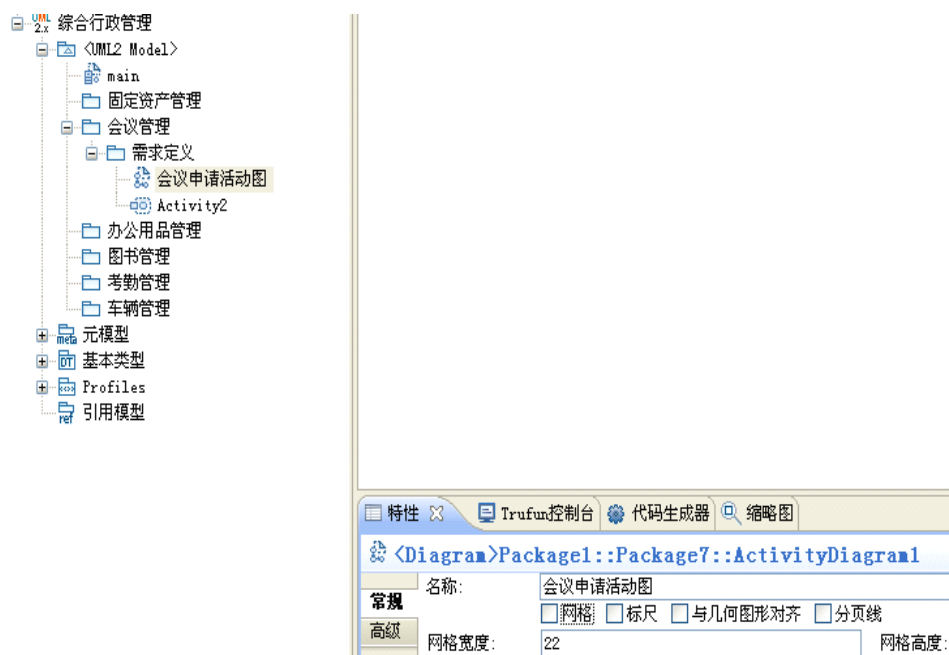 UML 2.x 综合行政管理
<UML2 Model>
main
固定资产管理
会议管理
需求定义
会议申请活动图
Activity2
办公用品管理
图书管理
考勤管理
车辆管理
meta 元模型
DT 基本类型
Profiles
ref 引用模型
特性 Trufun控制台 代码生成器 缩略图
<Diagram>Package1::Package7::ActivityDiagram1
常规 名称: 会议申请活动图
网格 标尺 与几何图形对齐 分页线
高级 网格宽度: 22 网格高度: